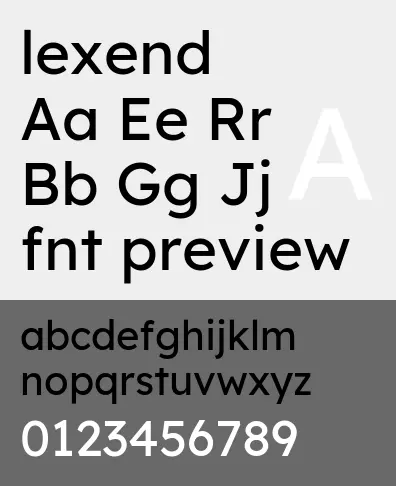 lexend
Aa Ee Rr
A
Bb Gg Jj
fnt preview
abcdefghijklm
nopqrstuvwxyz
0123456789